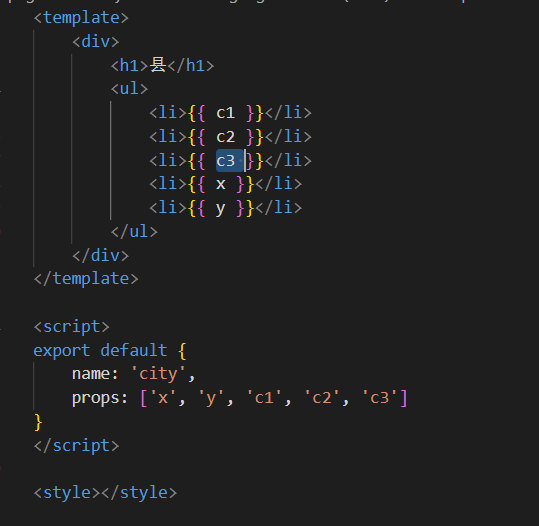 <template>
<div>
<h1>县</h1>
<ul>
<li>{{ c1 }}</li>
<li>{{ c2 }}</li>
<li>{{ c3 }}</li>
<li>{{ x }}</li>
<li>{{ y }}</li>
</ul>
</div>
</template>
<script>
export default {
name: 'city',
props: ['x', 'y', 'c1', 'c2', 'c3']
}
</script>
<style></style>